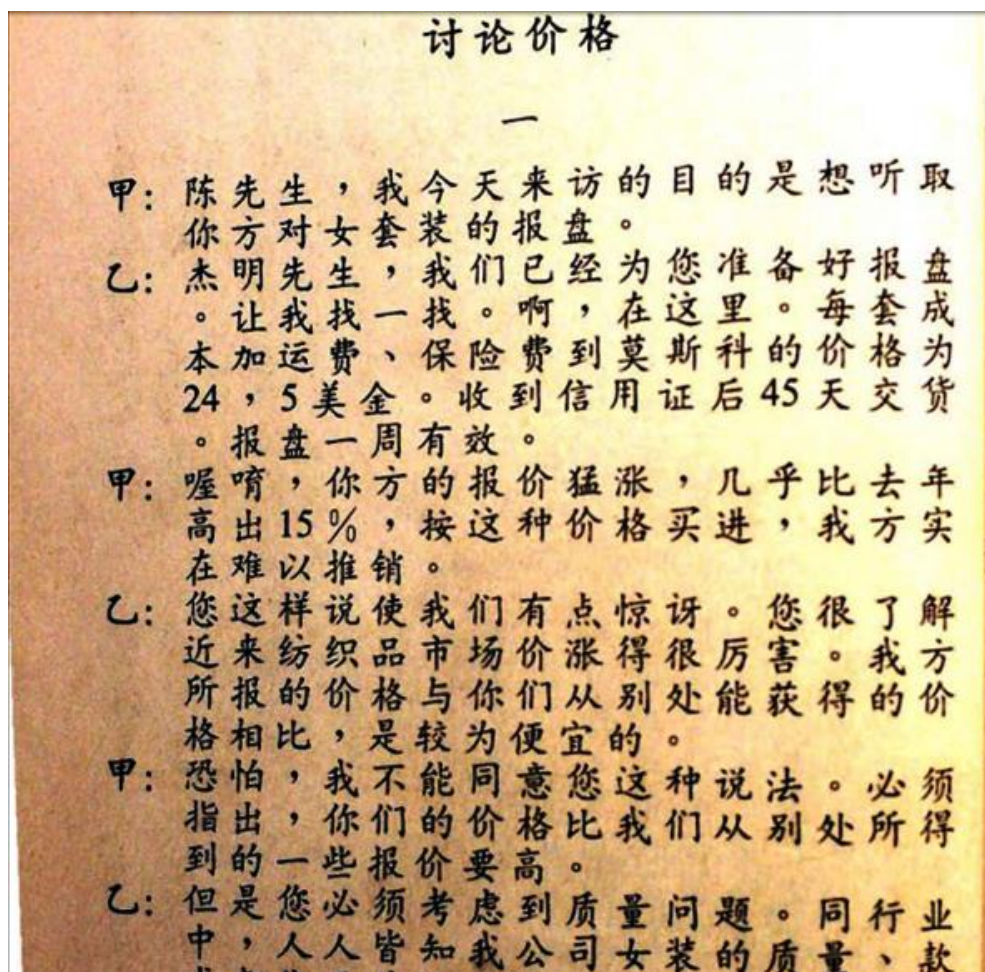 讨论价格
一
甲: 陈先生，我今天来访的目的是想听取
你方对女套装的报盘。
乙: 杰明先生，我们已经为您准备好报盘
。让我找一找。啊，在这里。每套成
本加运费、保险费到莫斯科的价格为
24，5美金。收到信用证后45天交货
。报盘一周有效。
甲: 喔唷，你方的报价猛涨，几乎比去年
高出15%，按这种价格买进，我方实
在难以推销。
乙: 您这样说使我们有点惊讶。您很了解
近来纺织品市场价涨得很厉害。我方
所报的价格与你们从别处能获得的价
格相比，是较为便宜的。
甲: 恐怕，我不能同意您这种说法。必须
指出，你们的价格比我们从别处所得
到的一些报价要高。
乙: 但是您必须考虑到质量问题。同行业
中，人人皆知我公司女装的质量、款